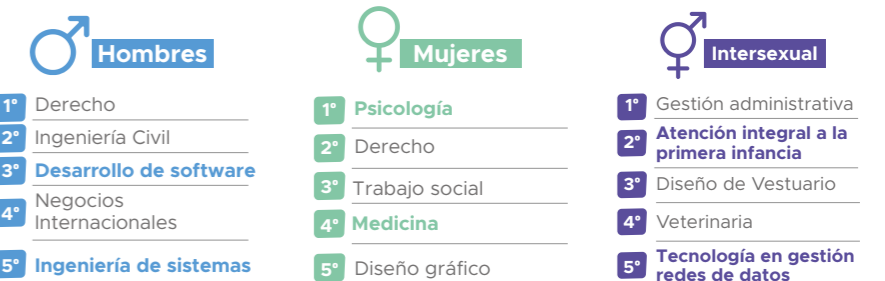 Hombres
1° Derecho
2° Ingeniería Civil
3° Desarrollo de software
4° Negocios
Internacionales
5° Ingeniería de sistemas
Mujeres
1° Psicología
2° Derecho
3° Trabajo social
4° Medicina
5° Diseño gráfico
Intersexual
1° Gestión administrativa
2° Atención integral a la
primera infancia
3° Diseño de Vestuario
4° Veterinaria
5° Tecnología en gestión
redes de datos